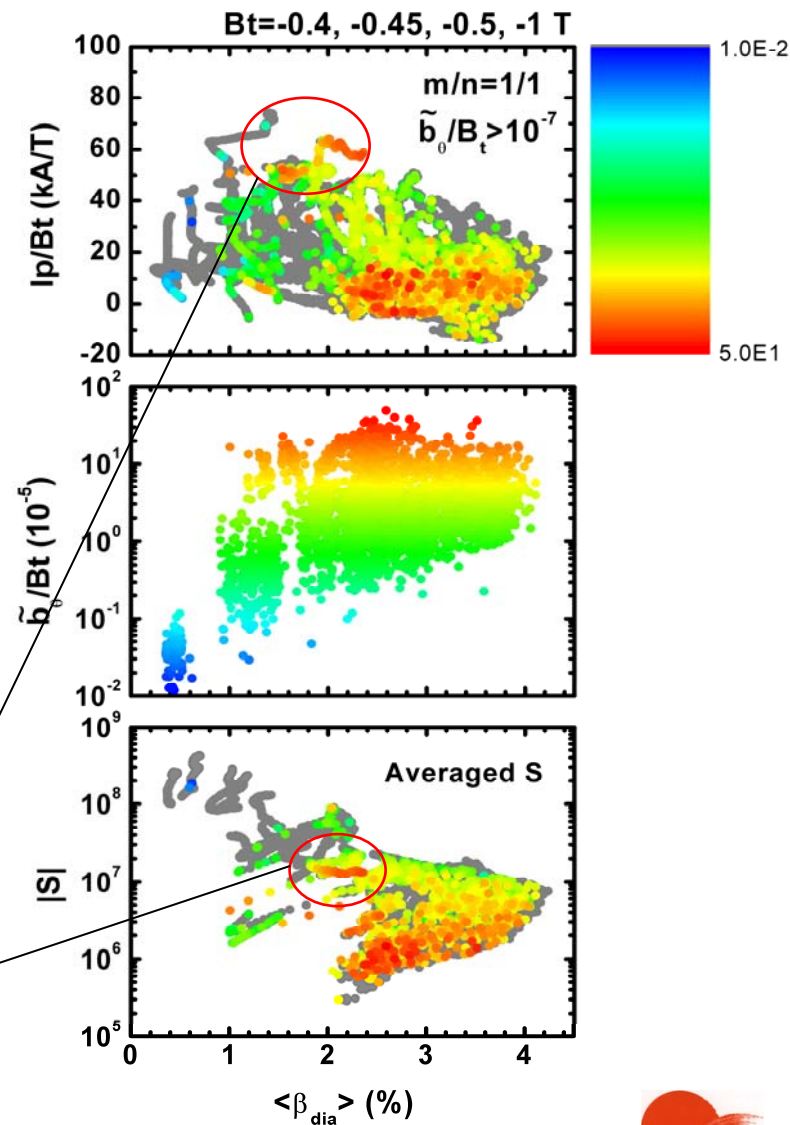 Bt=-0.4, -0.45, -0.5, -1 T
100
80
60
40
20
0
-20
Ip/Bt (kA/T)
m/n=1/1
b̃θ/Bt>10⁻⁷
1.0E-2
5.0E1
10²
10¹
10⁰
10⁻¹
10⁻²
b̃θ/Bt (10⁻⁵)
10⁹
10⁸
10⁷
10⁶
10⁵
|S|
Averaged S
0 1 2 3 4
<βdia> (%)